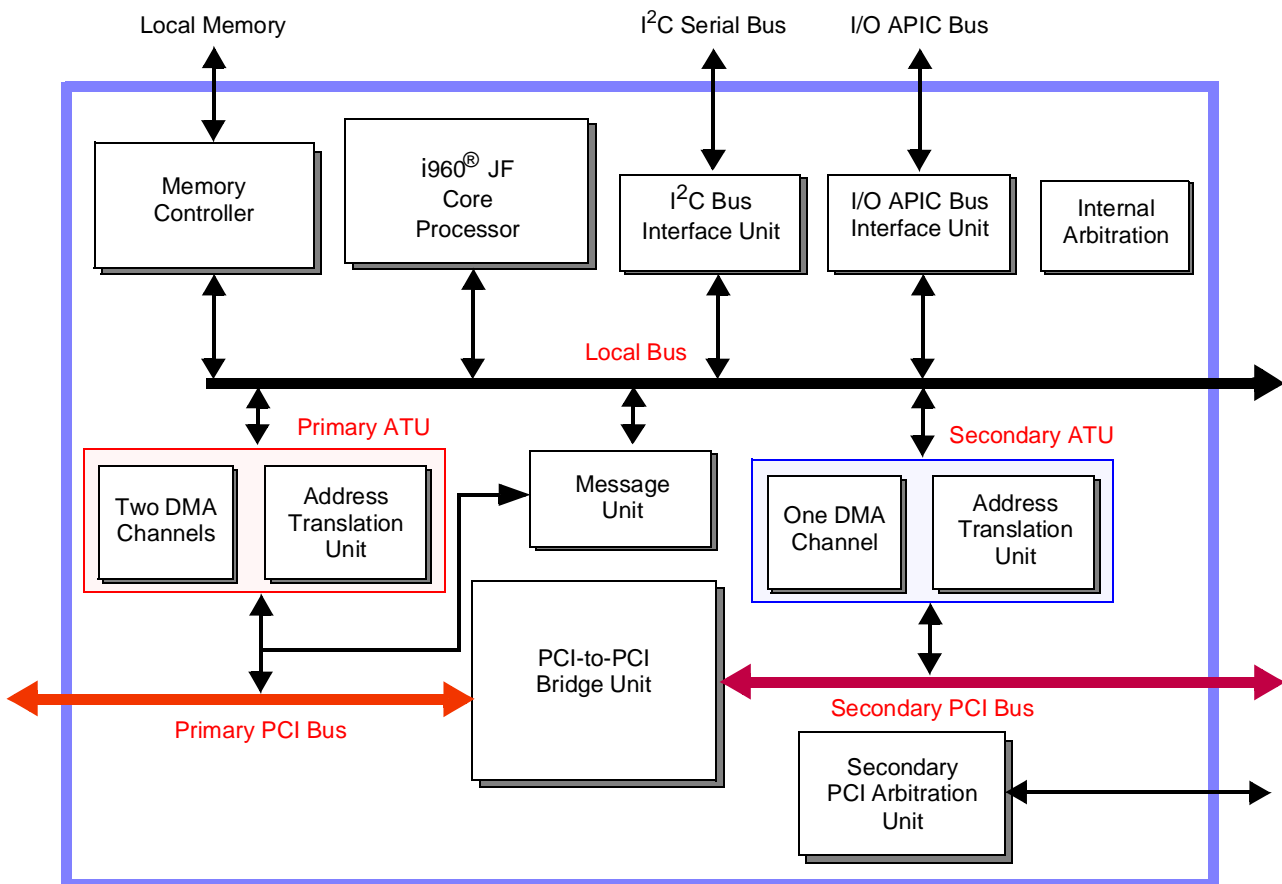 Local Memory
I²C Serial Bus
I/O APIC Bus
Memory
Controller
i960® JF
Core
Processor
I²C Bus
Interface Unit
I/O APIC Bus
Interface Unit
Internal
Arbitration
Local Bus
Primary ATU
Secondary ATU
Two DMA
Channels
Address
Translation
Unit
Message
Unit
One DMA
Channel
Address
Translation
Unit
PCI-to-PCI
Bridge Unit
Primary PCI Bus
Secondary PCI Bus
Secondary
PCI Arbitration
Unit